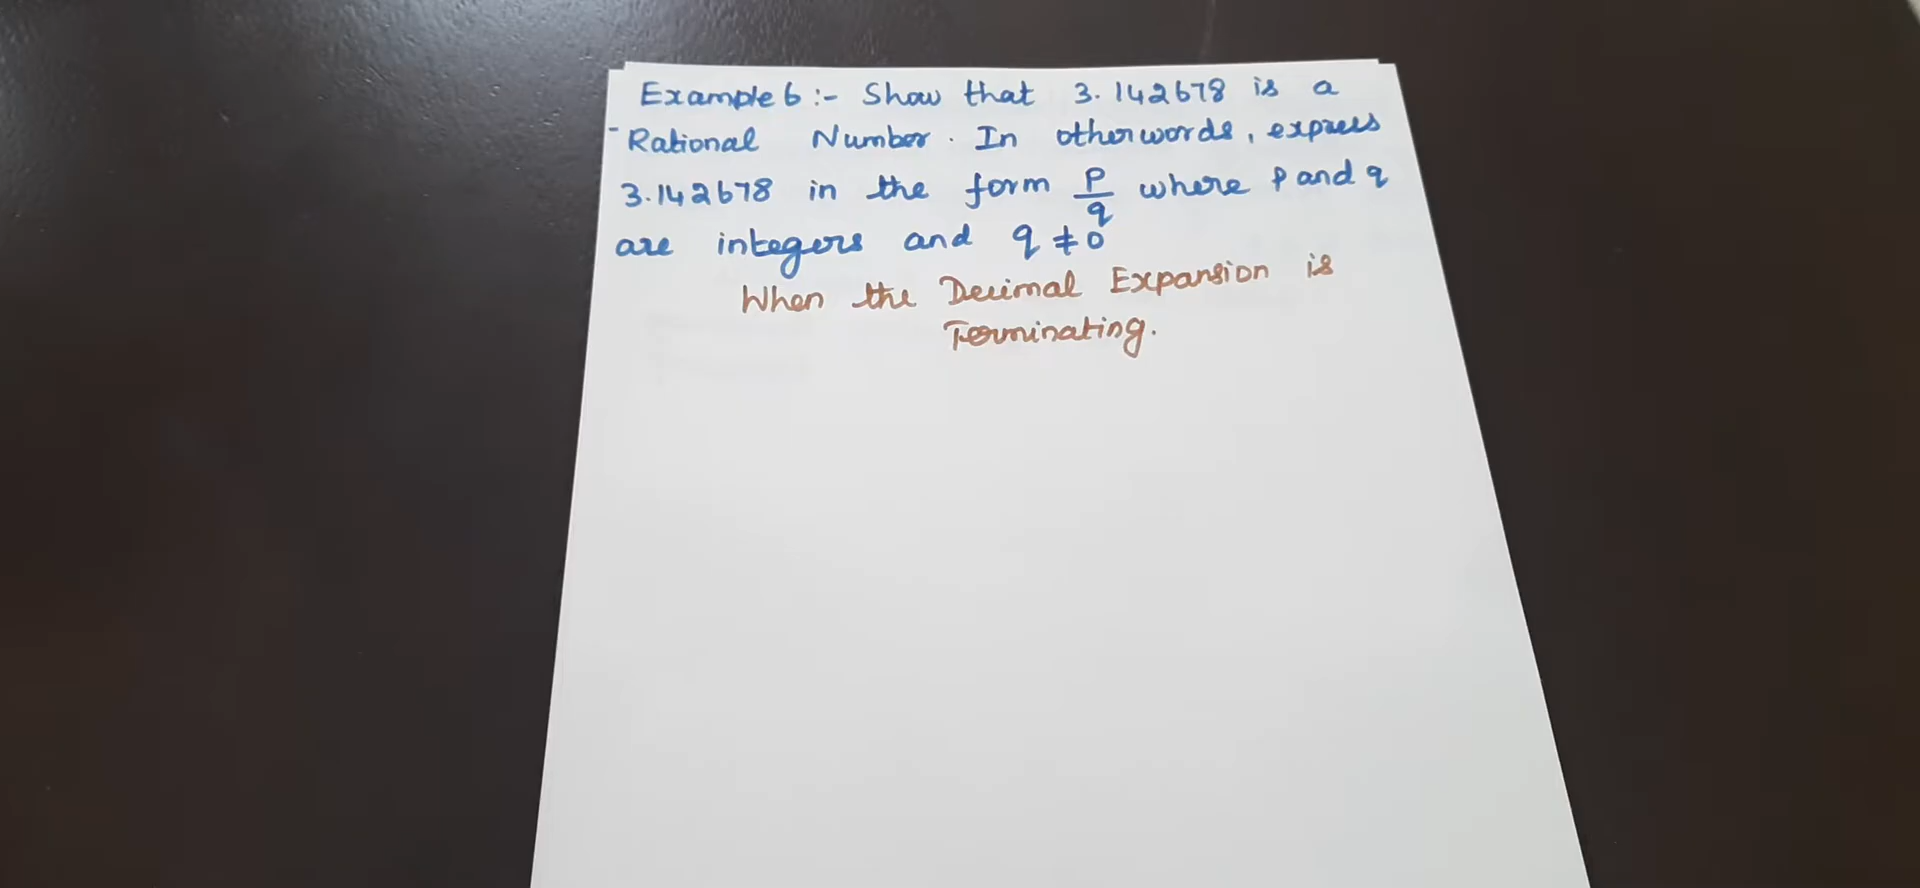 Example 6 :- Show that 3.142678 is a
Rational Number. In otherwords, express
3.142678 in the form p/q where p and q
are integers and q ≠ 0
When the Decimal Expansion is
Terminating.